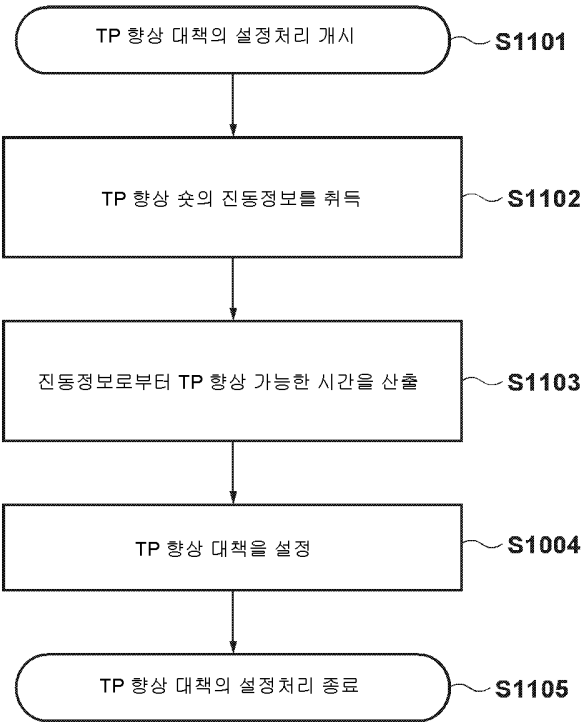 TP 향상 대책의 설정처리 개시
S1101
TP 향상 숏의 진동정보를 취득
S1102
진동정보로부터 TP 향상 가능한 시간을 산출
S1103
TP 향상 대책을 설정
S1004
TP 향상 대책의 설정처리 종료
S1105